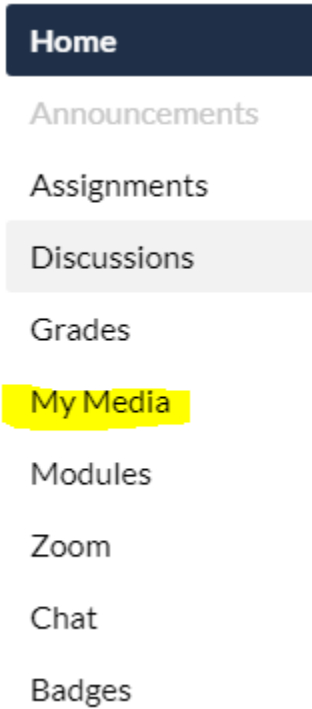 Home
Announcements
Assignments
Discussions
Grades
My Media
Modules
Zoom
Chat
Badges